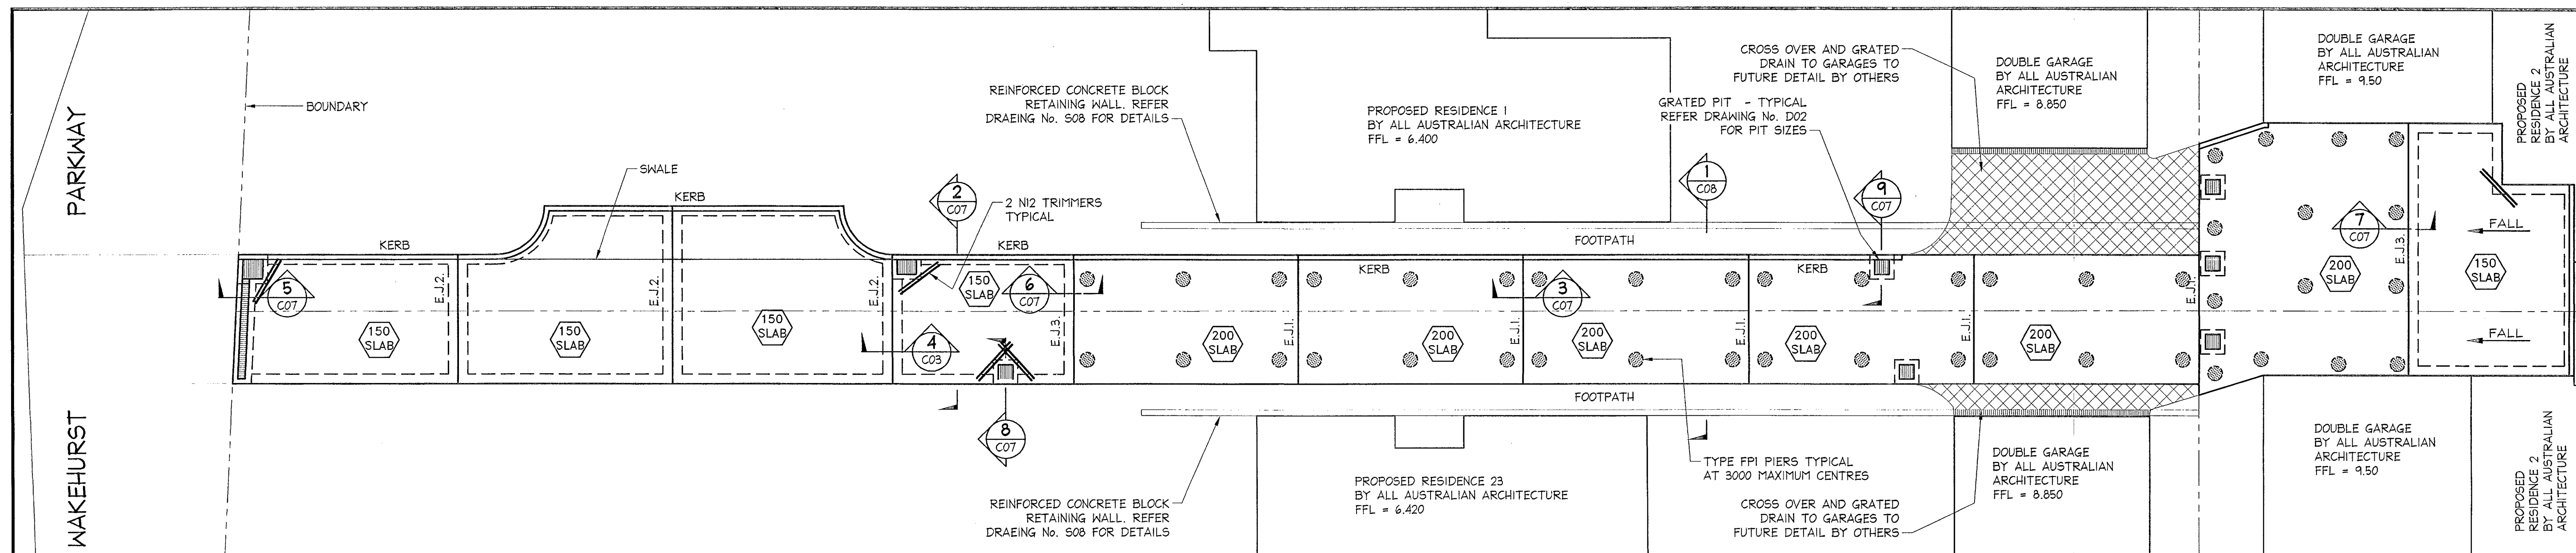 PARKWAY
WAKEHURST
BOUNDARY
SWALE
KERB
KERB
KERB
KERB
KERB
REINFORCED CONCRETE BLOCK
RETAINING WALL. REFER
DRAEING No. S08 FOR DETAILS
2 N12 TRIMMERS
TYPICAL
PROPOSED RESIDENCE 1
BY ALL AUSTRALIAN ARCHITECTURE
FFL = 6.400
CROSS OVER AND GRATED
DRAIN TO GARAGES TO
FUTURE DETAIL BY OTHERS
GRATED PIT - TYPICAL
REFER DRAWING No. D02
FOR PIT SIZES
DOUBLE GARAGE
BY ALL AUSTRALIAN
ARCHITECTURE
FFL = 8.850
DOUBLE GARAGE
BY ALL AUSTRALIAN
ARCHITECTURE
FFL = 9.50
PROPOSED
RESIDENCE 2
BY ALL AUSTRALIAN
ARCHITECTURE
2
C07
1
C08
9
C07
7
C07
5
C07
6
C07
3
C07
4
C03
8
C07
FOOTPATH
FOOTPATH
E.J.2.
E.J.2.
E.J.2.
E.J.3.
E.J.1.
E.J.1.
E.J.1.
E.J.1.
E.J.1.
E.J.3.
150
SLAB
150
SLAB
150
SLAB
150
SLAB
200
SLAB
200
SLAB
200
SLAB
200
SLAB
200
SLAB
200
SLAB
150
SLAB
FALL
FALL
REINFORCED CONCRETE BLOCK
RETAINING WALL. REFER
DRAEING No. S08 FOR DETAILS
PROPOSED RESIDENCE 23
BY ALL AUSTRALIAN ARCHITECTURE
FFL = 6.420
TYPE FP1 PIERS TYPICAL
AT 3000 MAXIMUM CENTRES
CROSS OVER AND GRATED
DRAIN TO GARAGES TO
FUTURE DETAIL BY OTHERS
DOUBLE GARAGE
BY ALL AUSTRALIAN
ARCHITECTURE
FFL = 8.850
DOUBLE GARAGE
BY ALL AUSTRALIAN
ARCHITECTURE
FFL = 9.50
PROPOSED
RESIDENCE 2
BY ALL AUSTRALIAN
ARCHITECTURE